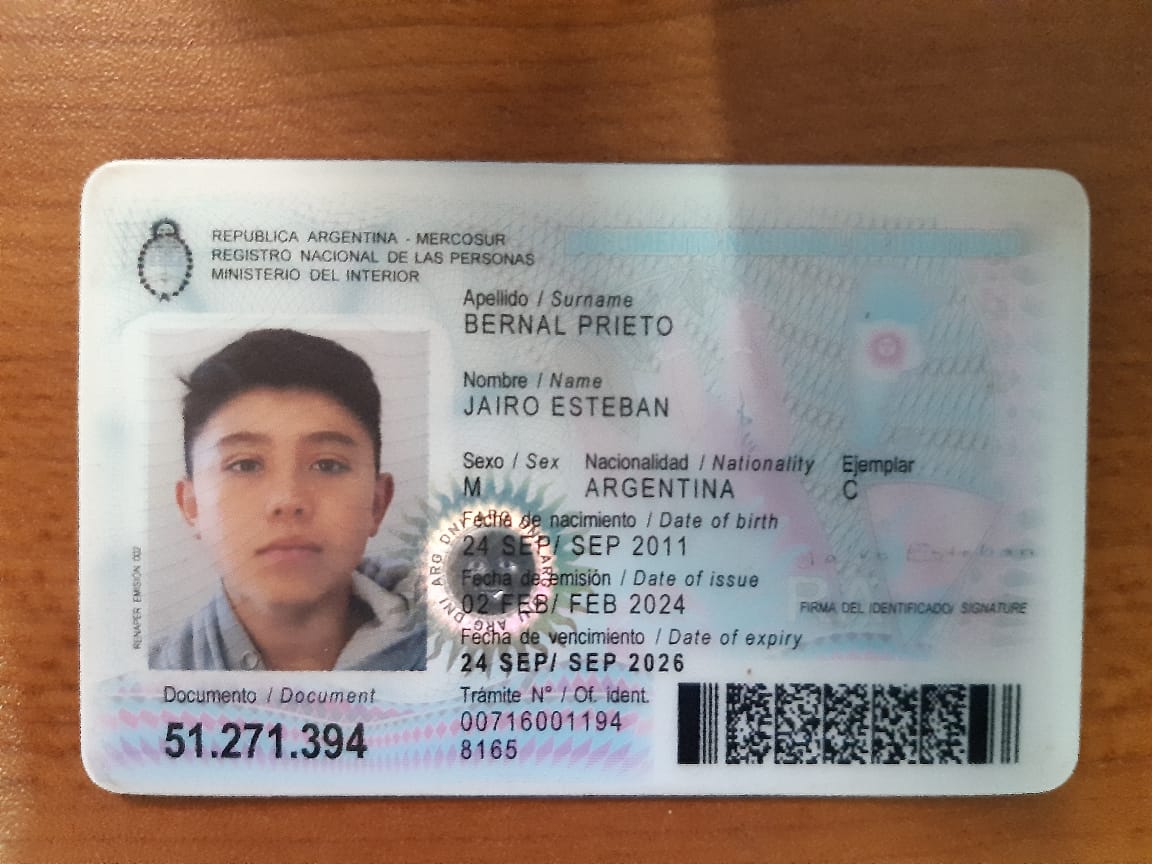 REPUBLICA ARGENTINA - MERCOSUR
REGISTRO NACIONAL DE LAS PERSONAS
MINISTERIO DEL INTERIOR
Apellido / Surname
BERNAL PRIETO
Nombre / Name
JAIRO ESTEBAN
Sexo / Sex Nacionalidad / Nationality Ejemplar
M ARGENTINA C
Fecha de nacimiento / Date of birth
24 SEP/ SEP 2011
Fecha de emisión / Date of issue
02 FEB/ FEB 2024
FIRMA DEL IDENTIFICADO/ SIGNATURE
Fecha de vencimiento / Date of expiry
24 SEP/ SEP 2026
RENAPER EMISIÓN 002
Documento / Document
51.271.394
Trámite N° / Of. ident.
00716001194
8165